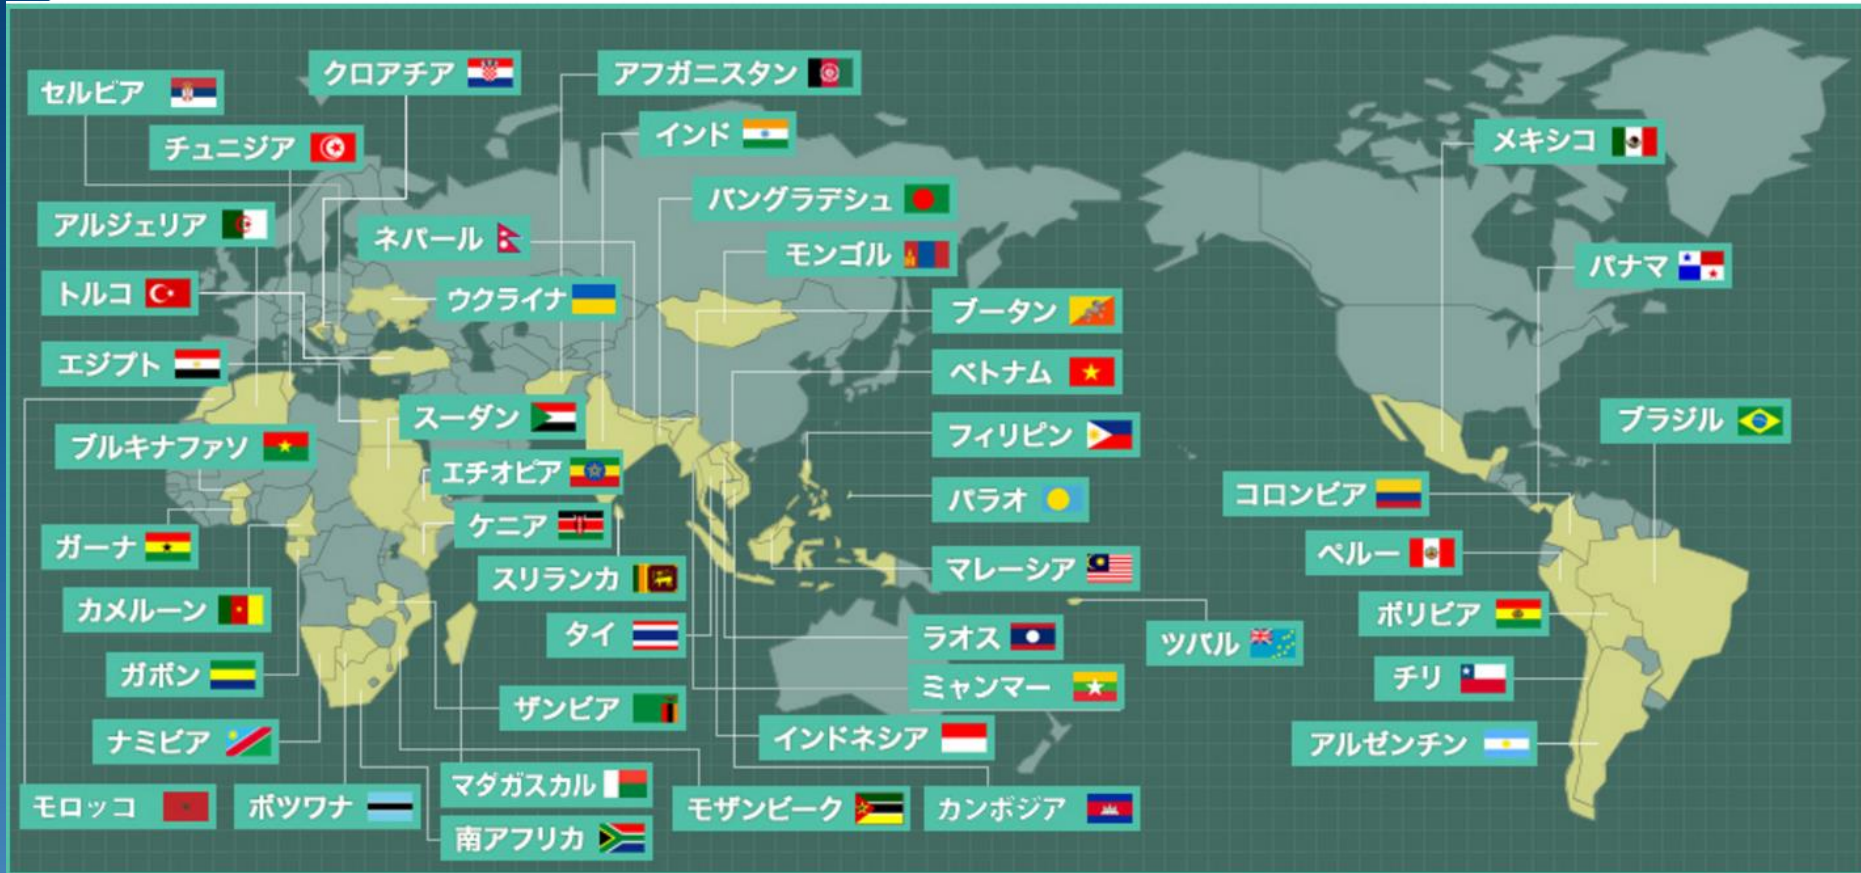 セルビア
クロアチア
アフガニスタン
チュニジア
インド
メキシコ
アルジェリア
ネパール
バングラデシュ
モンゴル
パナマ
トルコ
ウクライナ
ブータン
エジプト
ベトナム
スーダン
ブラジル
ブルキナファソ
フィリピン
エチオピア
パラオ
コロンビア
ガーナ
ケニア
ペルー
スリランカ
マレーシア
カメルーン
タイ
ラオス
ツバル
ボリビア
ガボン
ミャンマー
チリ
ザンビア
ナミビア
インドネシア
アルゼンチン
マダガスカル
モロッコ
ボツワナ
モザンビーク
カンボジア
南アフリカ